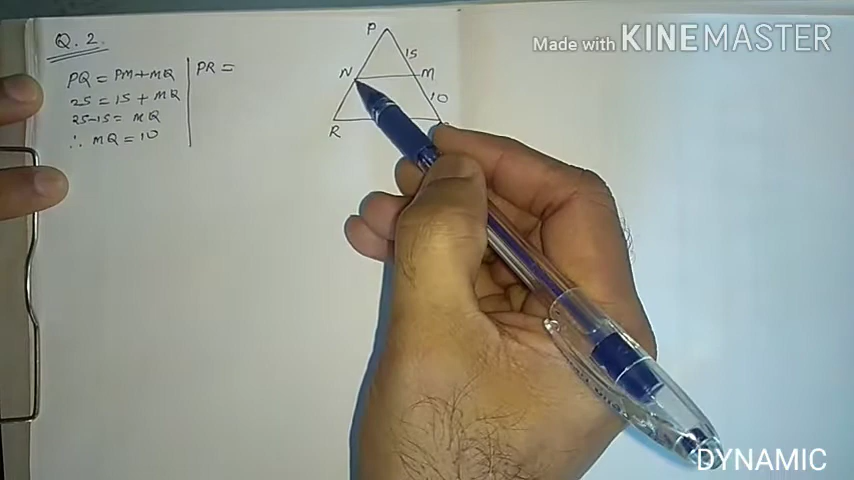 Q. 2.
PQ = PM + MQ
25 = 15 + MQ
25-15 = MQ
∴ MQ = 10
PR =
P
15
N
M
10
R
Made with KINEMASTER
DYNAMIC